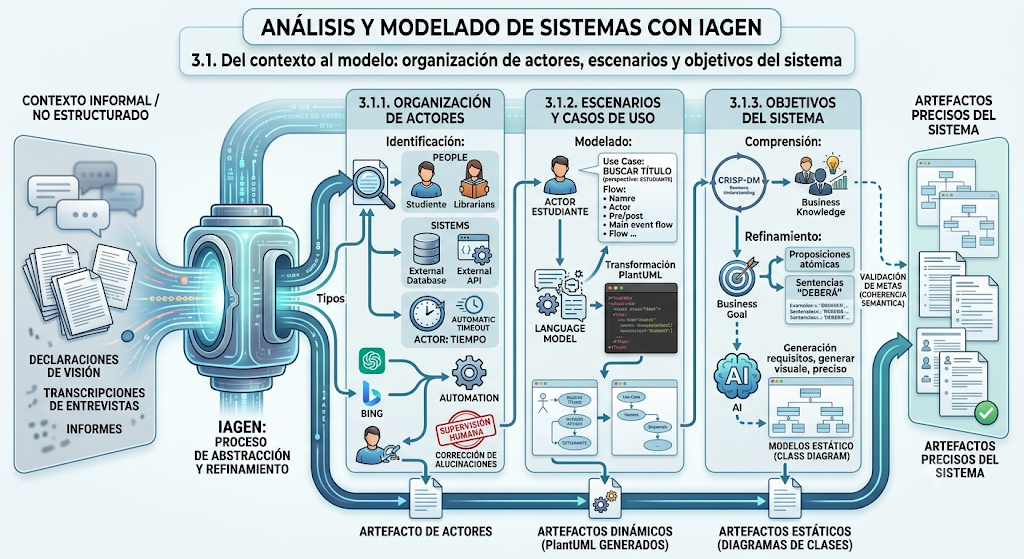 ANÁLISIS Y MODELADO DE SISTEMAS CON IAGEN
3.1. Del contexto al modelo: organización de actores, escenarios y objetivos del sistema
CONTEXTO INFORMAL /
NO ESTRUCTURADO
DECLARACIONES
DE VISIÓN
TRANSCRIPCIONES
DE ENTREVISTAS
INFORMES
IAGEN:
PROCESO
DE ABSTRACCIÓN
Y REFINAMIENTO
Tipos
3.1.1. ORGANIZACIÓN
DE ACTORES
Identificación:
PEOPLE
Studiente
Librarians
SISTEMS
External
Database
External
API
AUTOMATIC
TIMEOUT
ACTOR: TIEMPO
BING
AUTOMATION
SUPERVISIÓN
HUMANA
CORRECCIÓN DE
ALUCINACIONES
ARTEFACTO DE ACTORES
3.1.2. ESCENARIOS
Y CASOS DE USO
Modelado:
ACTOR
ESTUDIANTE
Use Case:
BUSCAR TÍTULO
(perspective: ESTUDIANTE)
Flow:
• Namre
• Actor
• Pre/post
• Main event flow
• Flow ...
Transformación
PlantUML
LANGUAGE
MODEL
Use Case
ARTEFACTOS DINÁMICOS
(PlantUML GENERADOS)
3.1.3. OBJETIVOS
DEL SISTEMA
Comprensión:
CRISP-DM
Business
Knowledge
Refinamiento:
Business
Goal
Proposiciones
atómicas
Sentencias
"DEBERÁ"
Generación
requisitos, generar
visuale, preciso
AI
AI
MODELOS ESTÁTICO
(CLASS DIAGRAM)
ARTEFACTOS ESTÁTICOS
(DIAGRAMAS DE CLASES)
VALIDACIÓN
DE METAS
(COHERENCIA
SEMÁNTICA)
ARTEFACTOS
PRECISOS DEL
SISTEMA
ARTEFACTOS
PRECISOS DEL
SISTEMA